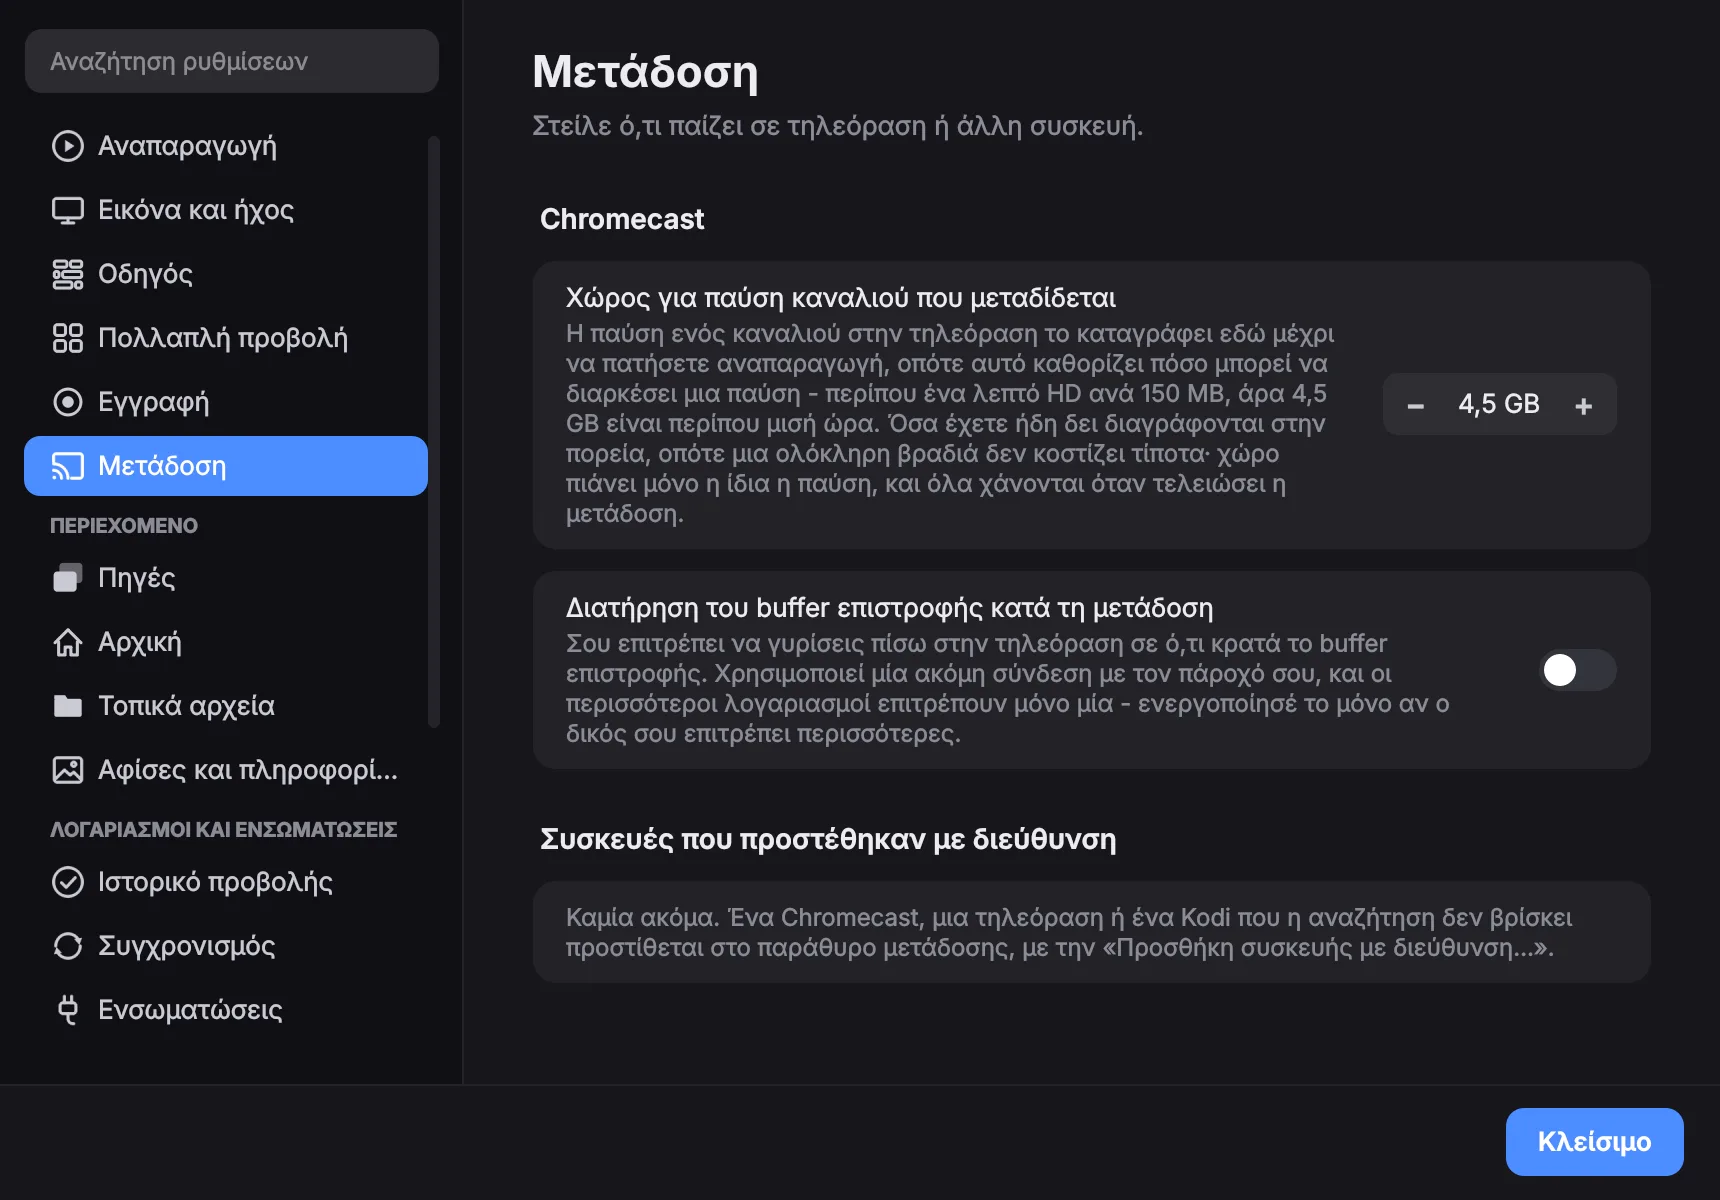 Αναζήτηση ρυθμίσεων
Αναπαραγωγή
Εικόνα και ήχος
Οδηγός
Πολλαπλή προβολή
Εγγραφή
Μετάδοση
ΠΕΡΙΕΧΟΜΕΝΟ
Πηγές
Αρχική
Τοπικά αρχεία
Αφίσες και πληροφορί...
ΛΟΓΑΡΙΑΣΜΟΙ ΚΑΙ ΕΝΣΩΜΑΤΩΣΕΙΣ
Ιστορικό προβολής
Συγχρονισμός
Ενσωματώσεις
Μετάδοση
Στείλε ό,τι παίζει σε τηλεόραση ή άλλη συσκευή.
Chromecast
Χώρος για παύση καναλιού που μεταδίδεται
Η παύση ενός καναλιού στην τηλεόραση το καταγράφει εδώ μέχρι
να πατήσετε αναπαραγωγή, οπότε αυτό καθορίζει πόσο μπορεί να
διαρκέσει μια παύση - περίπου ένα λεπτό HD ανά 150 MB, άρα 4,5
GB είναι περίπου μισή ώρα. Όσα έχετε ήδη δει διαγράφονται στην
πορεία, οπότε μια ολόκληρη βραδιά δεν κοστίζει τίποτα· χώρο
πιάνει μόνο η ίδια η παύση, και όλα χάνονται όταν τελειώσει η
μετάδοση.
− 4,5 GB +
Διατήρηση του buffer επιστροφής κατά τη μετάδοση
Σου επιτρέπει να γυρίσεις πίσω στην τηλεόραση σε ό,τι κρατά το buffer
επιστροφής. Χρησιμοποιεί μία ακόμη σύνδεση με τον πάροχό σου, και οι
περισσότεροι λογαριασμοί επιτρέπουν μόνο μία - ενεργοποίησέ το μόνο αν ο
δικός σου επιτρέπει περισσότερες.
Συσκευές που προστέθηκαν με διεύθυνση
Καμία ακόμα. Ένα Chromecast, μια τηλεόραση ή ένα Kodi που η αναζήτηση δεν βρίσκει
προστίθεται στο παράθυρο μετάδοσης, με την «Προσθήκη συσκευής με διεύθυνση...».
Κλείσιμο